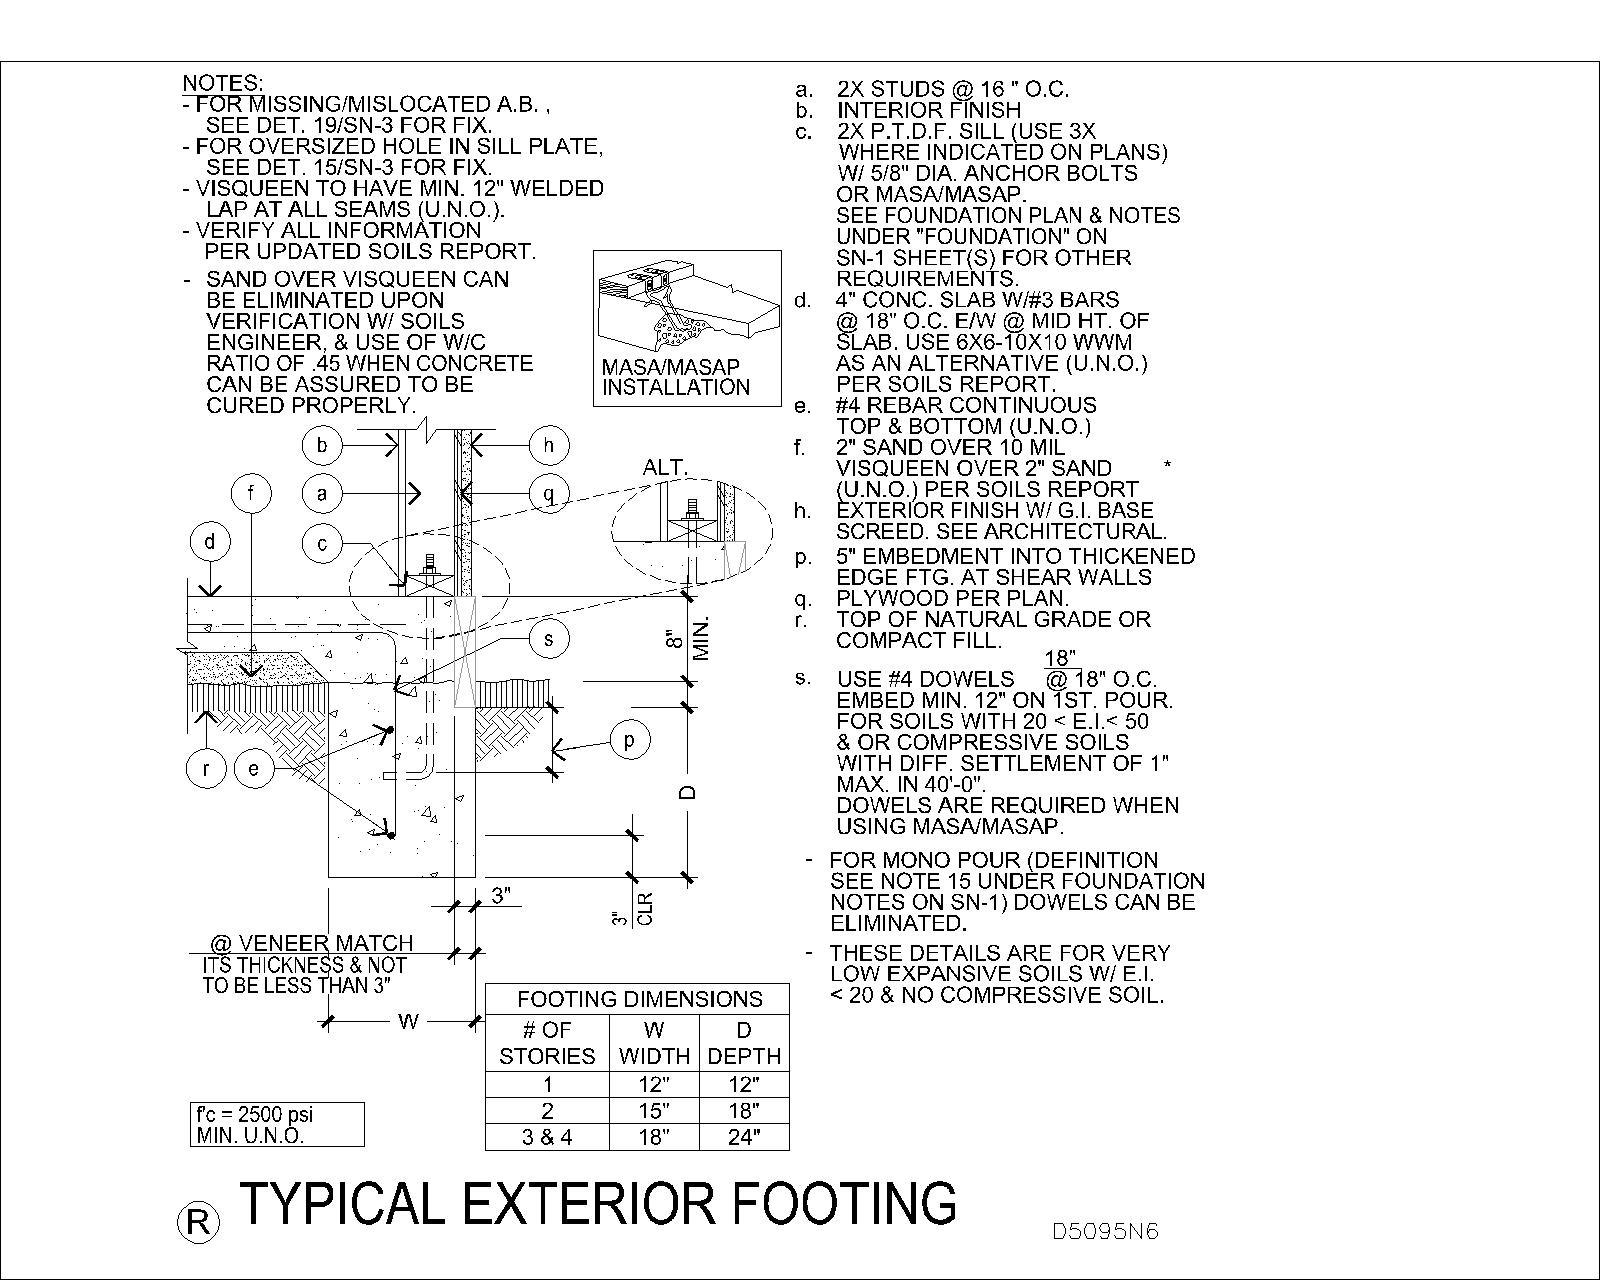 NOTES:
- FOR MISSING/MISLOCATED A.B. ,
SEE DET. 19/SN-3 FOR FIX.
- FOR OVERSIZED HOLE IN SILL PLATE,
SEE DET. 15/SN-3 FOR FIX.
- VISQUEEN TO HAVE MIN. 12" WELDED
LAP AT ALL SEAMS (U.N.O.).
- VERIFY ALL INFORMATION
PER UPDATED SOILS REPORT.
- SAND OVER VISQUEEN CAN
BE ELIMINATED UPON
VERIFICATION W/ SOILS
ENGINEER, & USE OF W/C
RATIO OF .45 WHEN CONCRETE
CAN BE ASSURED TO BE
CURED PROPERLY.
MASA/MASAP
INSTALLATION
b
h
f
a
q
ALT.
d
c
s
8"
MIN.
r
e
p
D
3"
3"
CLR
@ VENEER MATCH
ITS THICKNESS & NOT
TO BE LESS THAN 3"
W
FOOTING DIMENSIONS
# OF STORIES W WIDTH D DEPTH
1 12" 12"
2 15" 18"
3 & 4 18" 24"
f'c = 2500 psi
MIN. U.N.O.
a. 2X STUDS @ 16 " O.C.
b. INTERIOR FINISH
c. 2X P.T.D.F. SILL (USE 3X
WHERE INDICATED ON PLANS)
W/ 5/8" DIA. ANCHOR BOLTS
OR MASA/MASAP.
SEE FOUNDATION PLAN & NOTES
UNDER "FOUNDATION" ON
SN-1 SHEET(S) FOR OTHER
REQUIREMENTS.
d. 4" CONC. SLAB W/#3 BARS
@ 18" O.C. E/W @ MID HT. OF
SLAB. USE 6X6-10X10 WWM
AS AN ALTERNATIVE (U.N.O.)
PER SOILS REPORT.
e. #4 REBAR CONTINUOUS
TOP & BOTTOM (U.N.O.)
f. 2" SAND OVER 10 MIL
VISQUEEN OVER 2" SAND *
(U.N.O.) PER SOILS REPORT
h. EXTERIOR FINISH W/ G.I. BASE
SCREED. SEE ARCHITECTURAL.
p. 5" EMBEDMENT INTO THICKENED
EDGE FTG. AT SHEAR WALLS
q. PLYWOOD PER PLAN.
r. TOP OF NATURAL GRADE OR
COMPACT FILL.
18"
s. USE #4 DOWELS @ 18" O.C.
EMBED MIN. 12" ON 1ST. POUR.
FOR SOILS WITH 20 < E.I.< 50
& OR COMPRESSIVE SOILS
WITH DIFF. SETTLEMENT OF 1"
MAX. IN 40'-0".
DOWELS ARE REQUIRED WHEN
USING MASA/MASAP.
- FOR MONO POUR (DEFINITION
SEE NOTE 15 UNDER FOUNDATION
NOTES ON SN-1) DOWELS CAN BE
ELIMINATED.
- THESE DETAILS ARE FOR VERY
LOW EXPANSIVE SOILS W/ E.I.
< 20 & NO COMPRESSIVE SOIL.
R TYPICAL EXTERIOR FOOTING
D5095N6